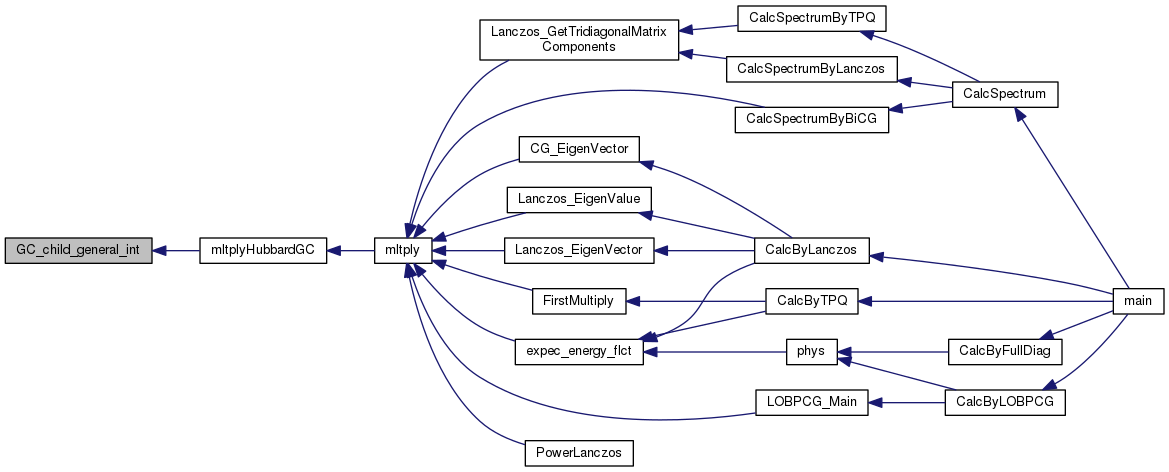 GC_child_general_int
mltplyHubbardGC
mltply
Lanczos_GetTridiagonalMatrix
Components
CalcSpectrumByBiCG
CG_EigenVector
Lanczos_EigenValue
Lanczos_EigenVector
FirstMultiply
expec_energy_flct
LOBPCG_Main
PowerLanczos
CalcSpectrumByTPQ
CalcSpectrumByLanczos
CalcByLanczos
CalcByTPQ
phys
CalcSpectrum
CalcByFullDiag
CalcByLOBPCG
main